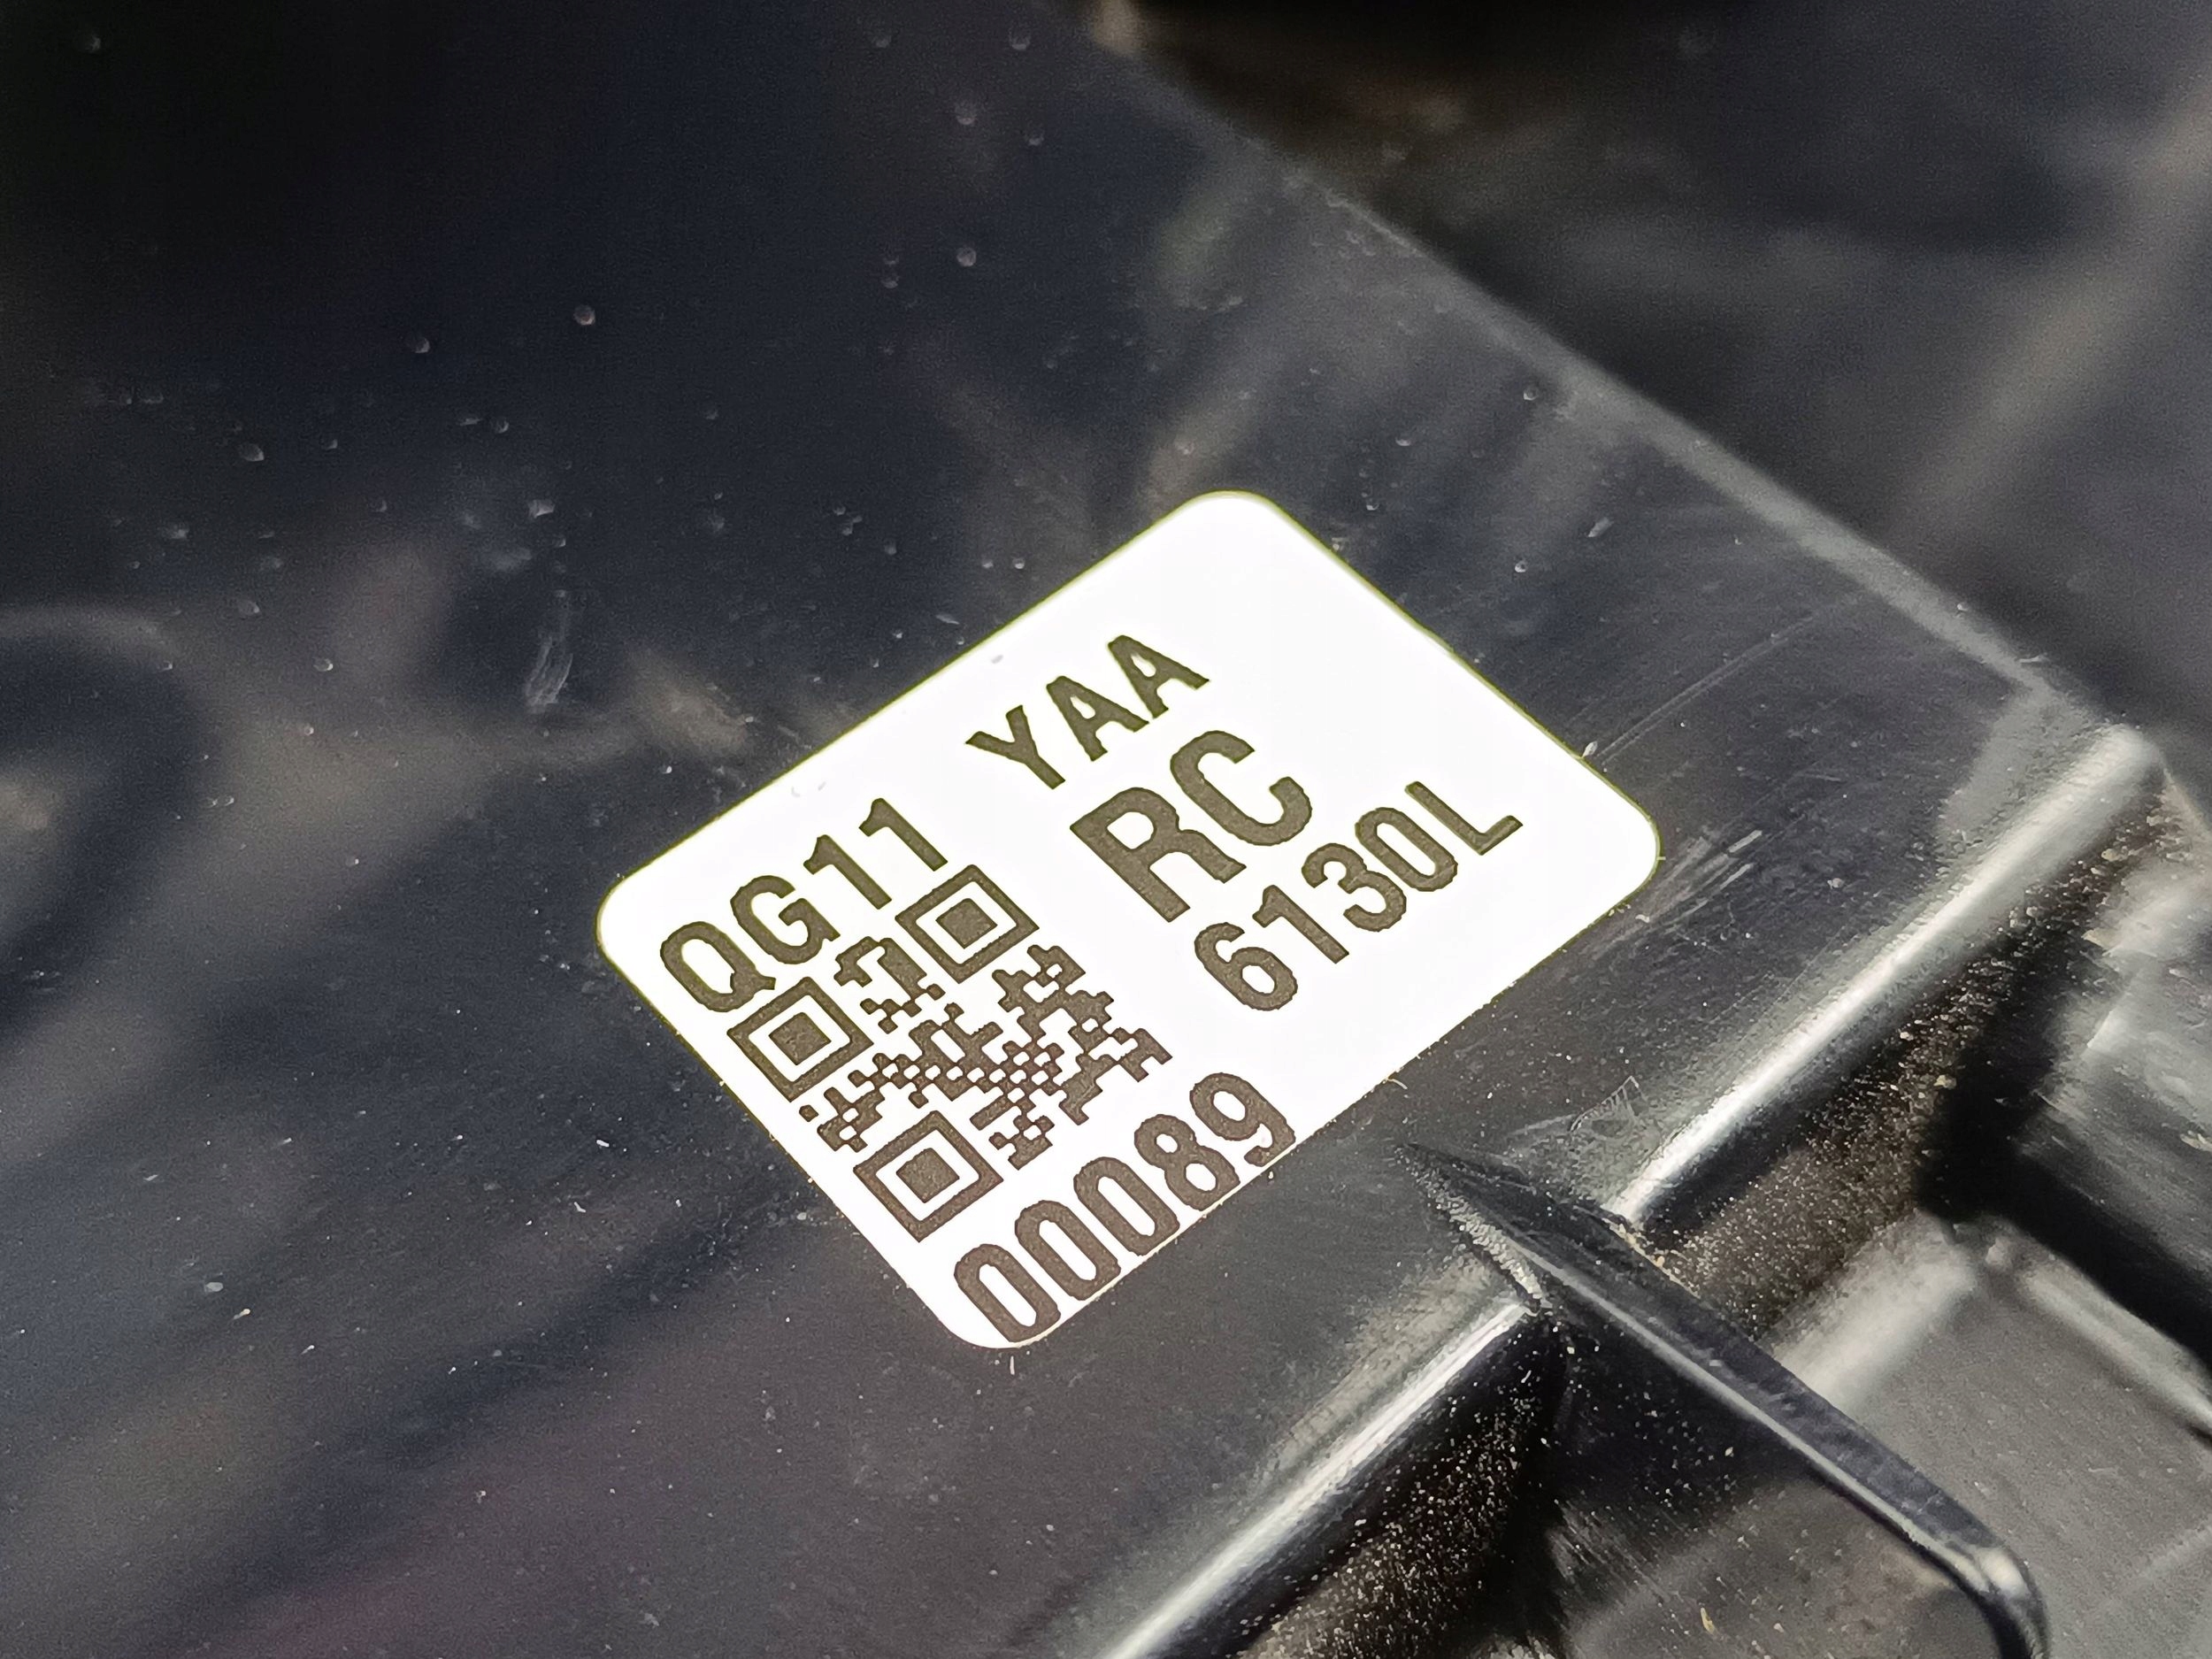 QG11 YAA
RC
6130L
00089